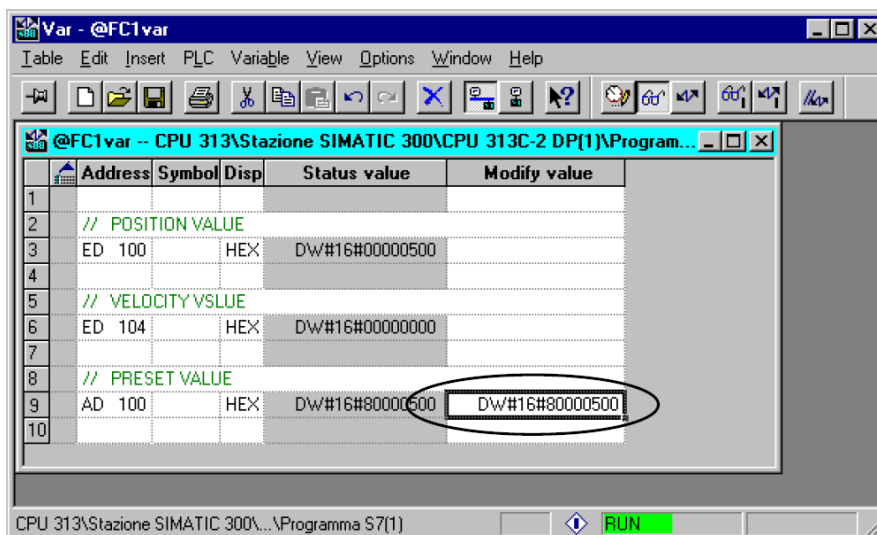 Var - @FC1var
Table Edit Insert PLC Variable View Options Window Help
@FC1var -- CPU 313\Stazione SIMATIC 300\CPU 313C-2 DP(1)\Program...
Address Symbol Disp Status value Modify value
1
2 // POSITION VALUE
3 ED 100 HEX DW#16#00000500
4
5 // VELOCITY VSLUE
6 ED 104 HEX DW#16#00000000
7
8 // PRESET VALUE
9 AD 100 HEX DW#16#80000500 DW#16#80000500
10
CPU 313\Stazione SIMATIC 300\...\Programma S7(1) RUN